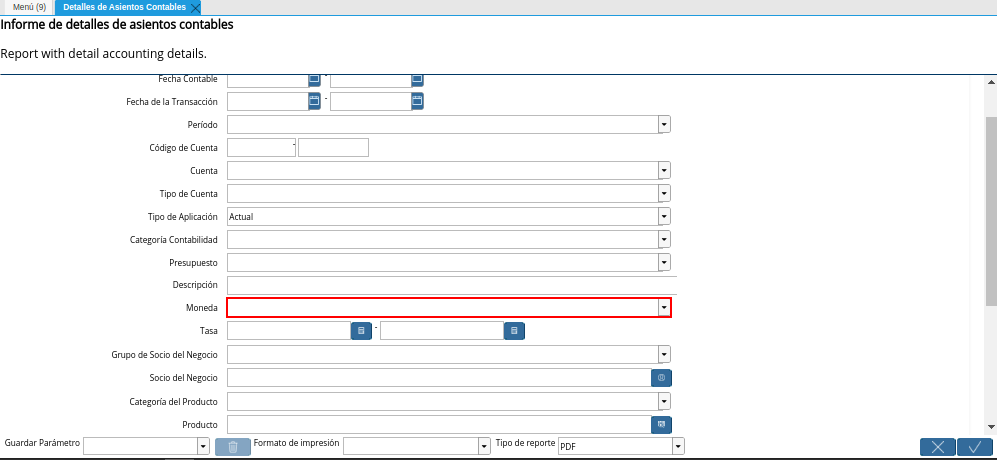 Menú (9) Detalles de Asientos Contables
Informe de detalles de asientos contables
Report with detail accounting details.
Fecha Contable -
Fecha de la Transacción -
Período
Código de Cuenta -
Cuenta
Tipo de Cuenta
Tipo de Aplicación Actual
Categoría Contabilidad
Presupuesto
Descripción
Moneda
Tasa -
Grupo de Socio del Negocio
Socio del Negocio
Categoría del Producto
Producto
Guardar Parámetro Formato de impresión Tipo de reporte PDF